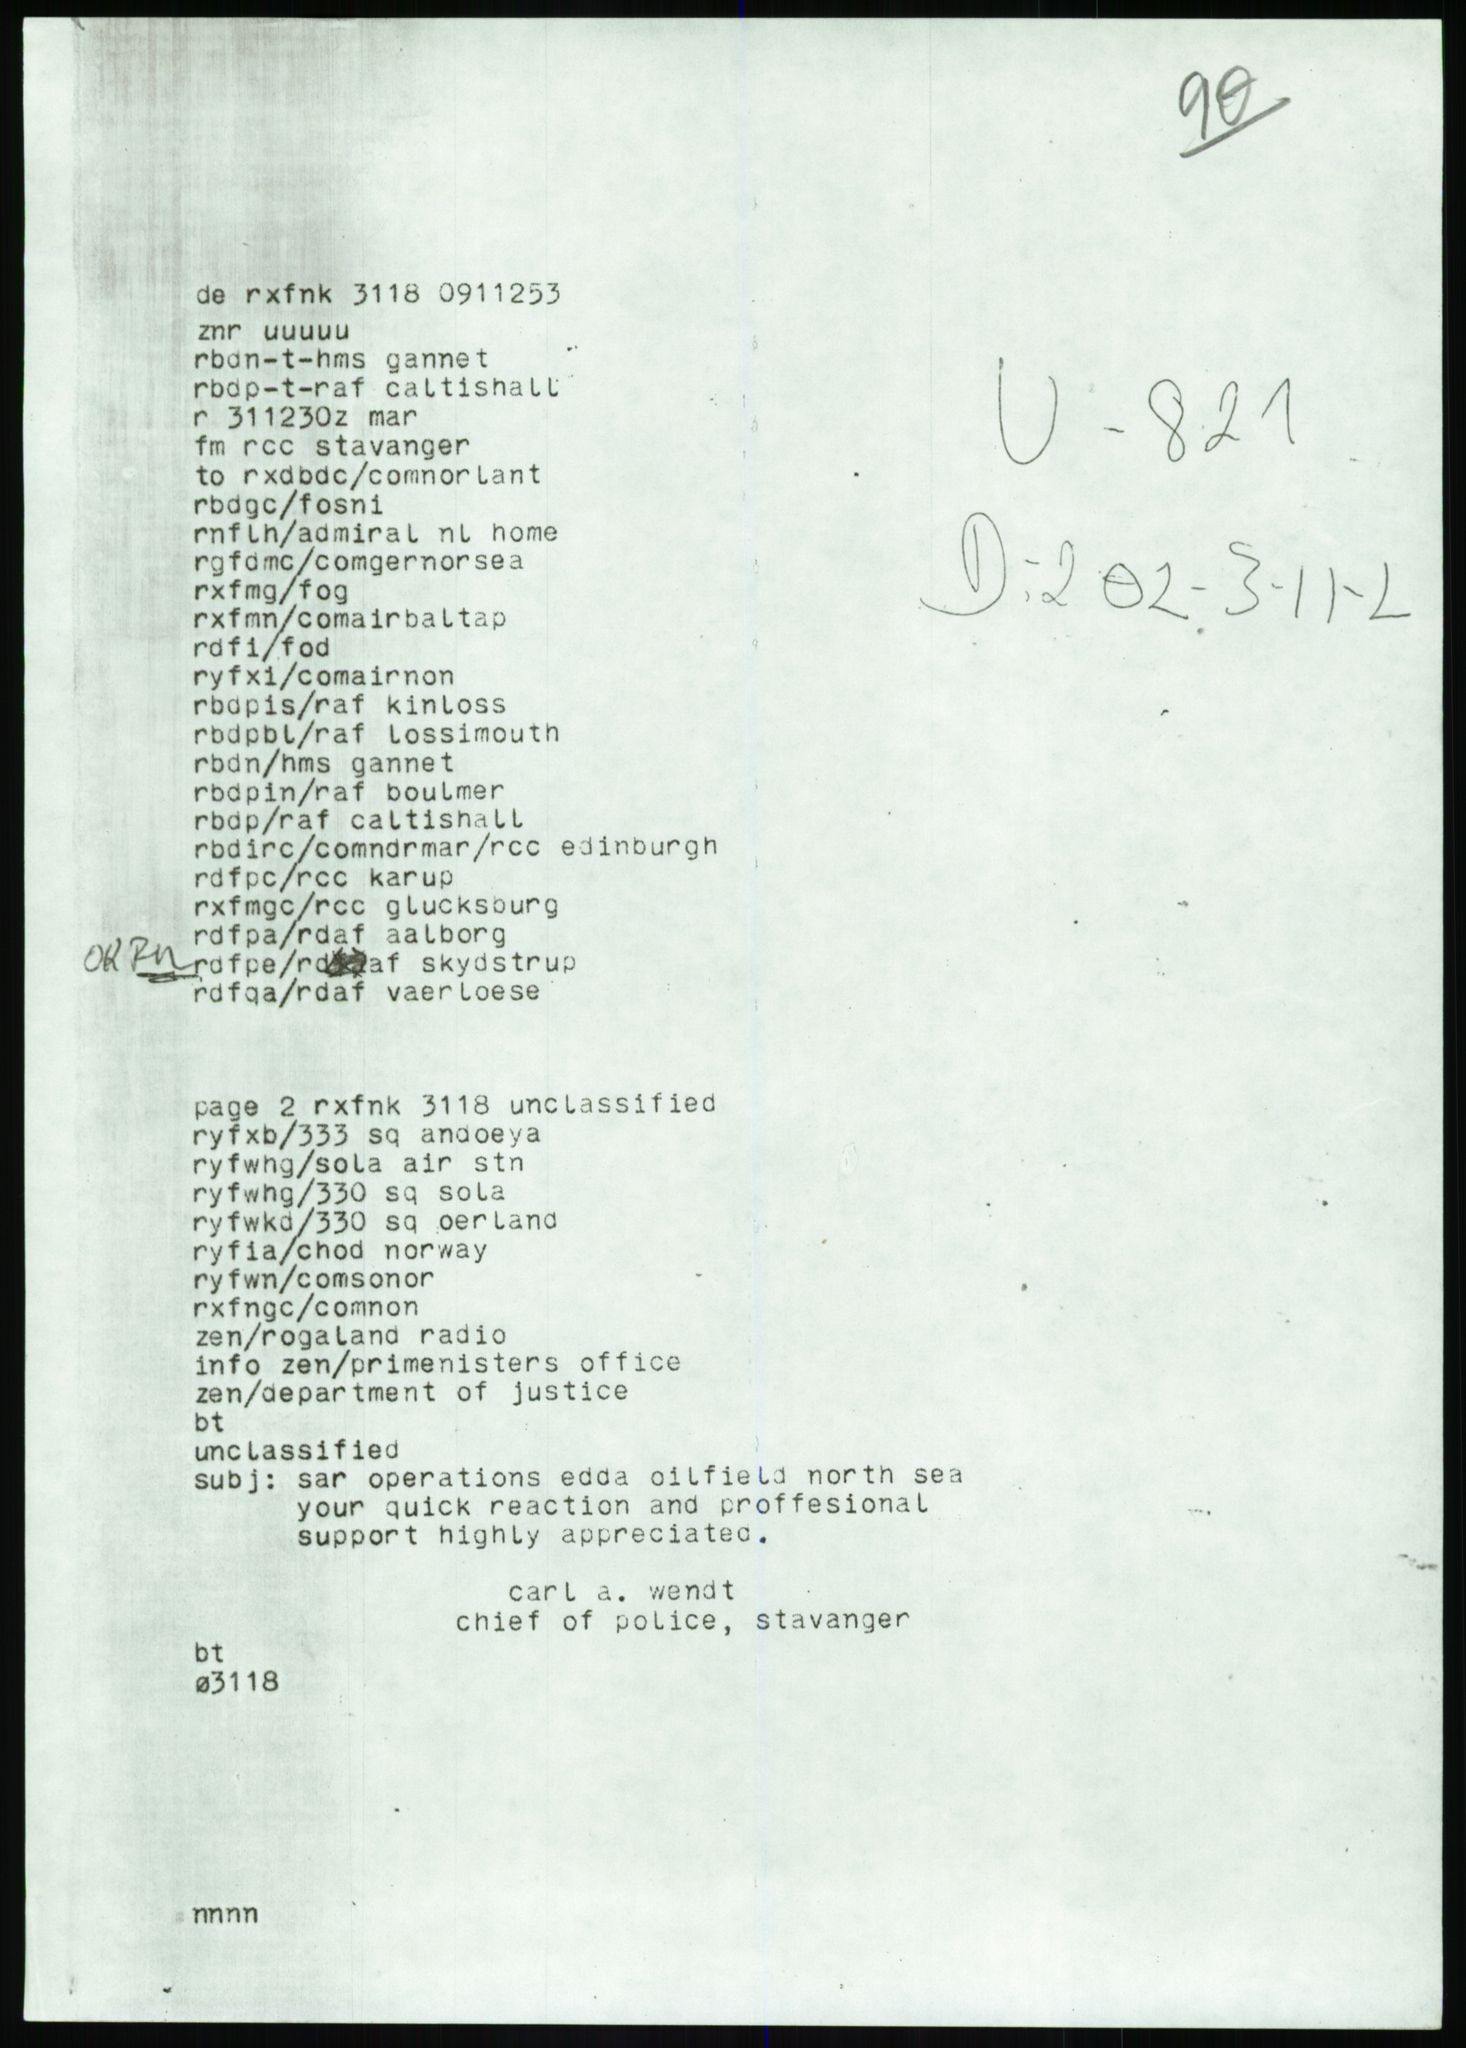 90
de rxfnk 3118 0911253
znr uuuuu
rbdn-t-hms gannet
rbdp-t-raf caltishall
r 311230z mar
fm rcc stavanger
to rxdbdc/comnorlant
rbdgc/fosni
rnflh/admiral nl home
rgfdmc/comgernorsea
rxfmg/fog
rxfmn/comairbaltap
rdfi/fod
ryfxi/comairnon
rbdpis/raf kinloss
rbdpbl/raf lossimouth
rbdn/hms gannet
rbdpin/raf boulmer
rbdp/raf caltishall
rbdirc/comndrmar/rcc edinburgh
rdfpc/rcc karup
rxfmgc/rcc glucksburg
rdfpa/rdaf aalborg
rdfpe/rdaf skydstrup
rdfqa/rdaf vaerloese
U-821
D:202-3-11-2
page 2 rxfnk 3118 unclassified
ryfxb/333 sq andoeya
ryfwhg/sola air stn
ryfwhg/330 sq sola
ryfwkd/330 sq oerland
ryfia/chod norway
ryfwn/comsonor
rxfngc/comnon
zen/rogaland radio
info zen/primenisters office
zen/department of justice
bt
unclassified
subj: sar operations edda oilfield north sea
your quick reaction and proffesional
support highly appreciated.
carl a. wendt
chief of police, stavanger
bt
ø3118
nnnn